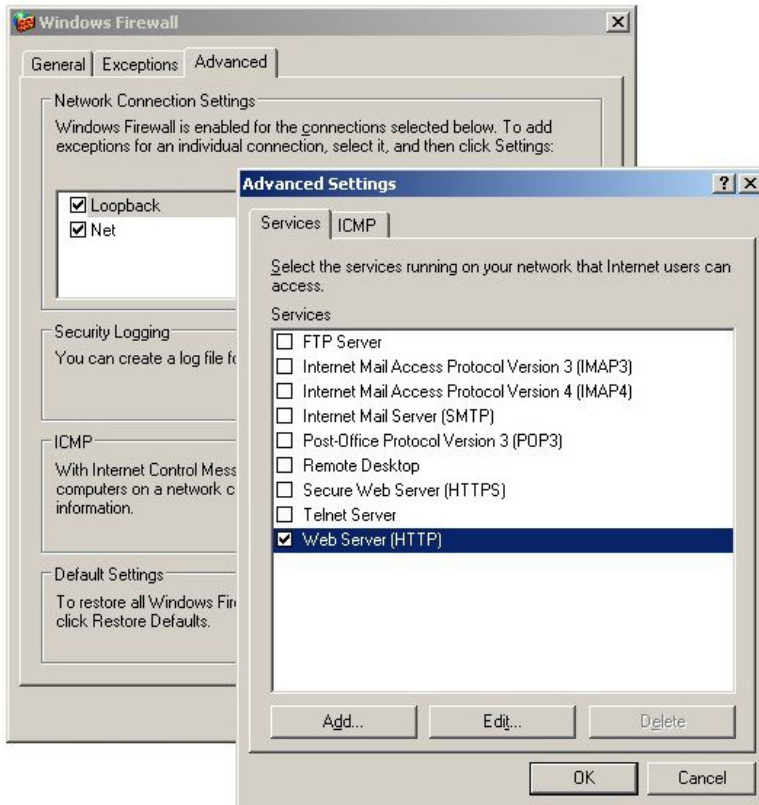 Windows Firewall
General
Exceptions
Advanced
Network Connection Settings
Windows Firewall is enabled for the connections selected below. To add
exceptions for an individual connection, select it, and then click Settings:
Loopback
Net
Security Logging
You can create a log file
ICMP
With Internet Control
computers on a network
information.
Default Settings
To restore all Windows
click Restore Defaults.
Advanced Settings
Services
ICMP
Select the services running on your network that Internet users can
access.
Services
FTP Server
Internet Mail Access Protocol Version 3 (IMAP3)
Internet Mail Access Protocol Version 4 (IMAP4)
Internet Mail Server (SMTP)
Post-Office Protocol Version 3 (POP3)
Remote Desktop
Secure Web Server (HTTPS)
Telnet Server
Web Server (HTTP)
Add...
Edit...
Delete
OK
Cancel